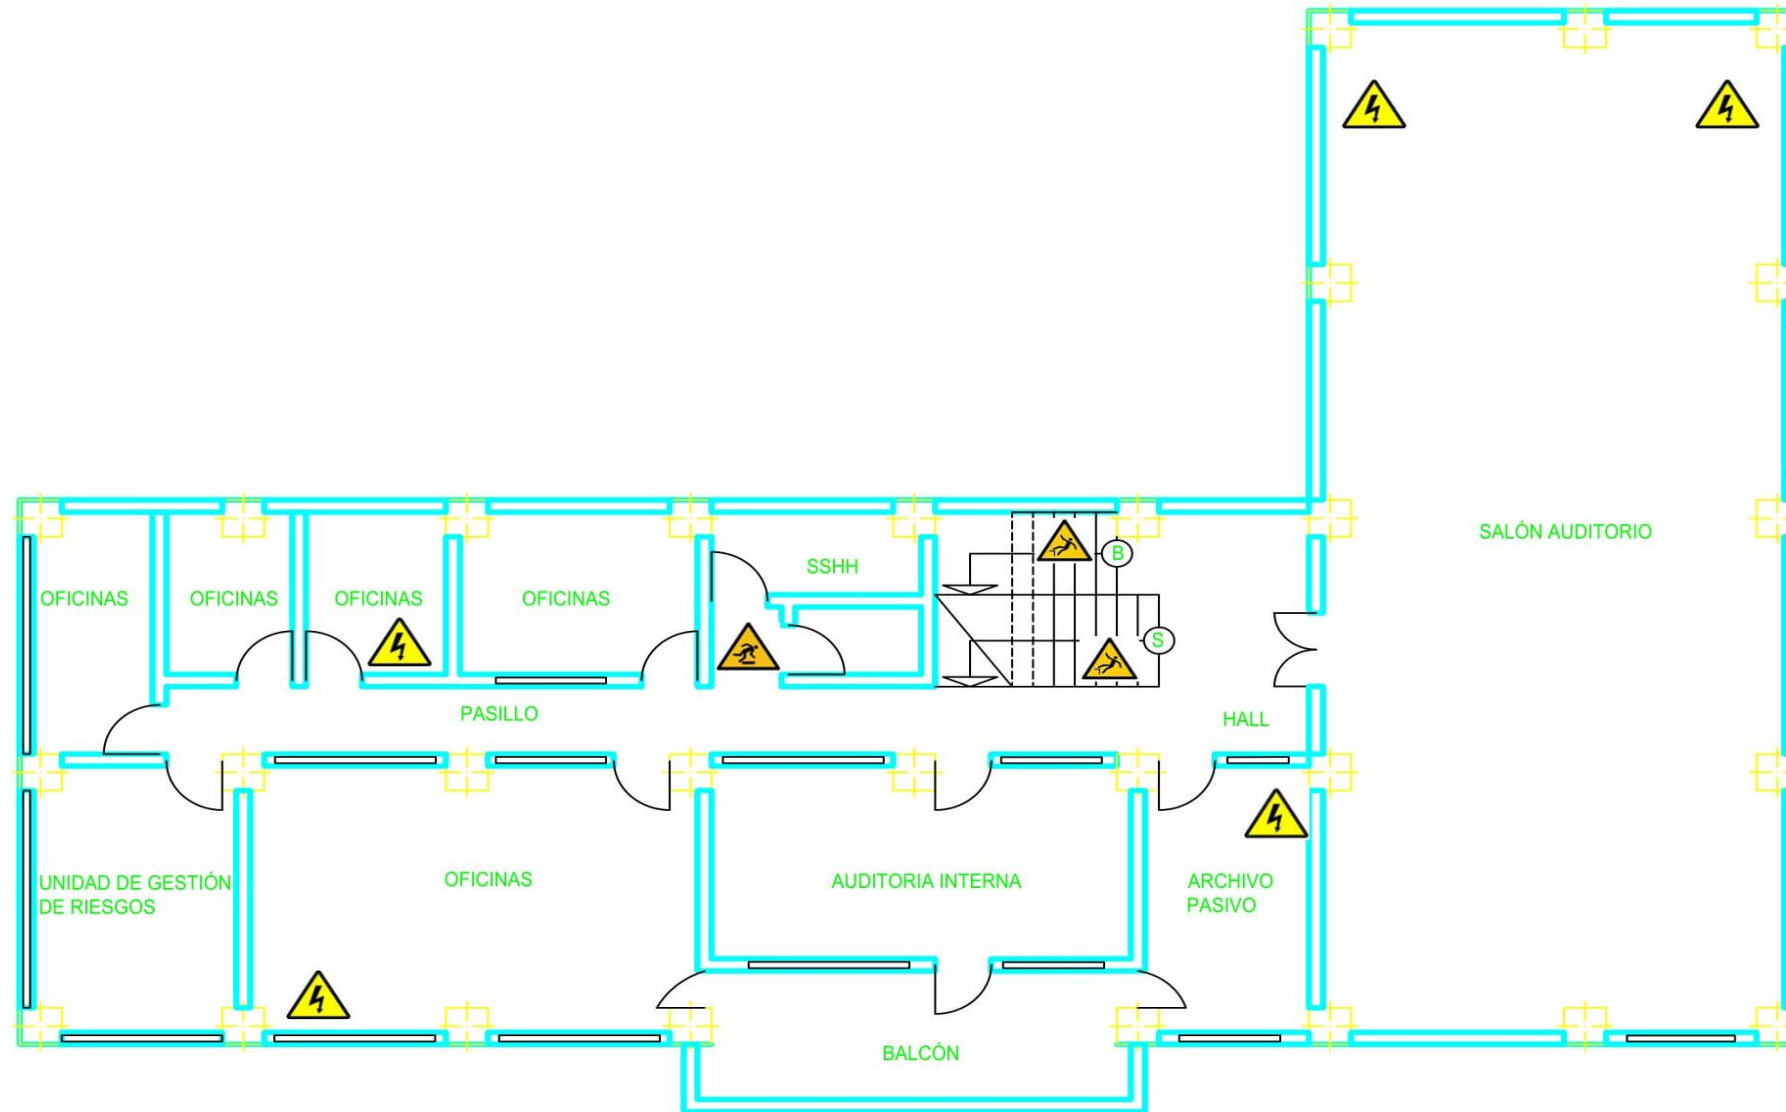 SALÓN AUDITORIO
B
SSHH
OFICINAS
OFICINAS
OFICINAS
OFICINAS
S
PASILLO
HALL
UNIDAD DE GESTIÓN
DE RIESGOS
OFICINAS
AUDITORIA INTERNA
ARCHIVO
PASIVO
BALCÓN